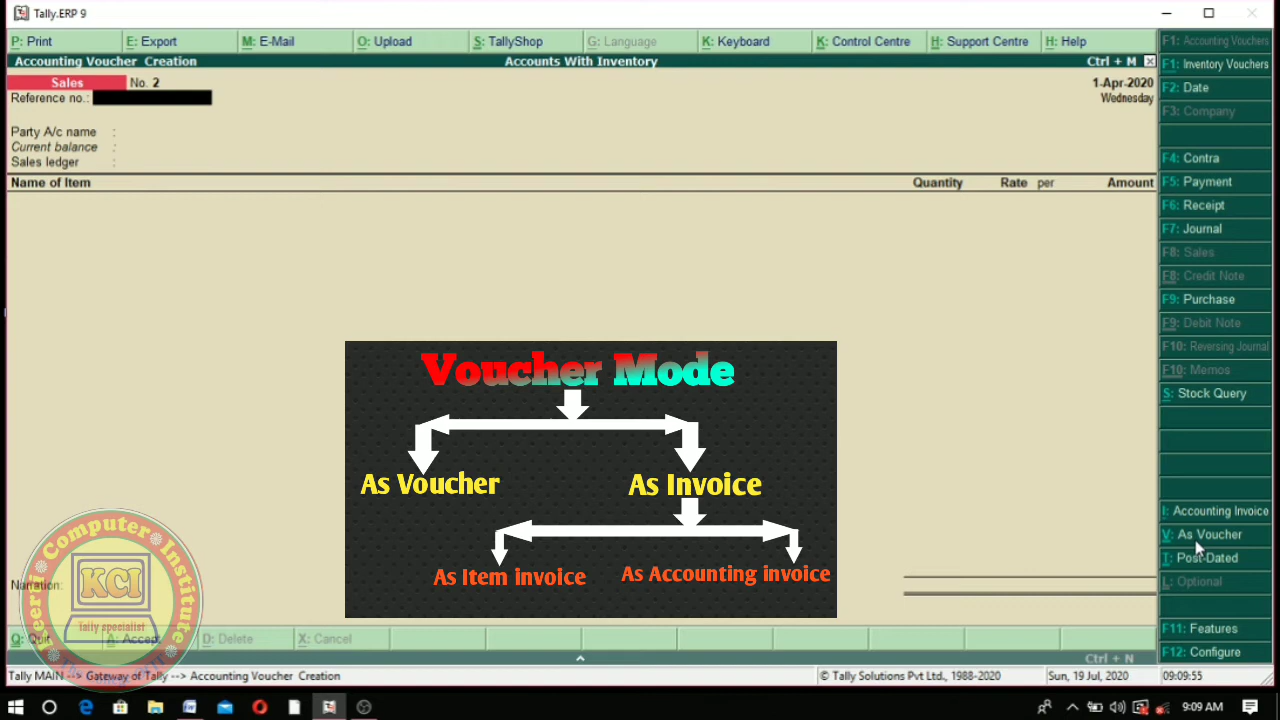 Tally.ERP 9
P: Print
E: Export
M: E-Mail
O: Upload
S: TallyShop
G: Language
K: Keyboard
K: Control Centre
H: Support Centre
H: Help
Accounting Voucher Creation
Accounts With Inventory
Ctrl + M
Sales
No. 2
1-Apr-2020
Reference no.:
Wednesday
Party A/c name :
Current balance :
Sales ledger :
Name of Item
Quantity
Rate
per
Amount
Voucher Mode
As Voucher
As Invoice
As Item invoice
As Accounting invoice
Computer Institute
KCI
Tally specialist
Narration:
Q: Quit
A: Accept
D: Delete
X: Cancel
Ctrl + N
F1: Accounting Vouchers
F1: Inventory Vouchers
F2: Date
F3: Company
F4: Contra
F5: Payment
F6: Receipt
F7: Journal
F8: Sales
F8: Credit Note
F9: Purchase
F9: Debit Note
F10: Reversing Journal
F10: Memos
S: Stock Query
I: Accounting Invoice
V: As Voucher
T: Post-Dated
L: Optional
F11: Features
F12: Configure
Tally MAIN --> Gateway of Tally --> Accounting Voucher Creation
© Tally Solutions Pvt Ltd., 1988-2020
Sun, 19 Jul, 2020
09:09:55
9:09 AM